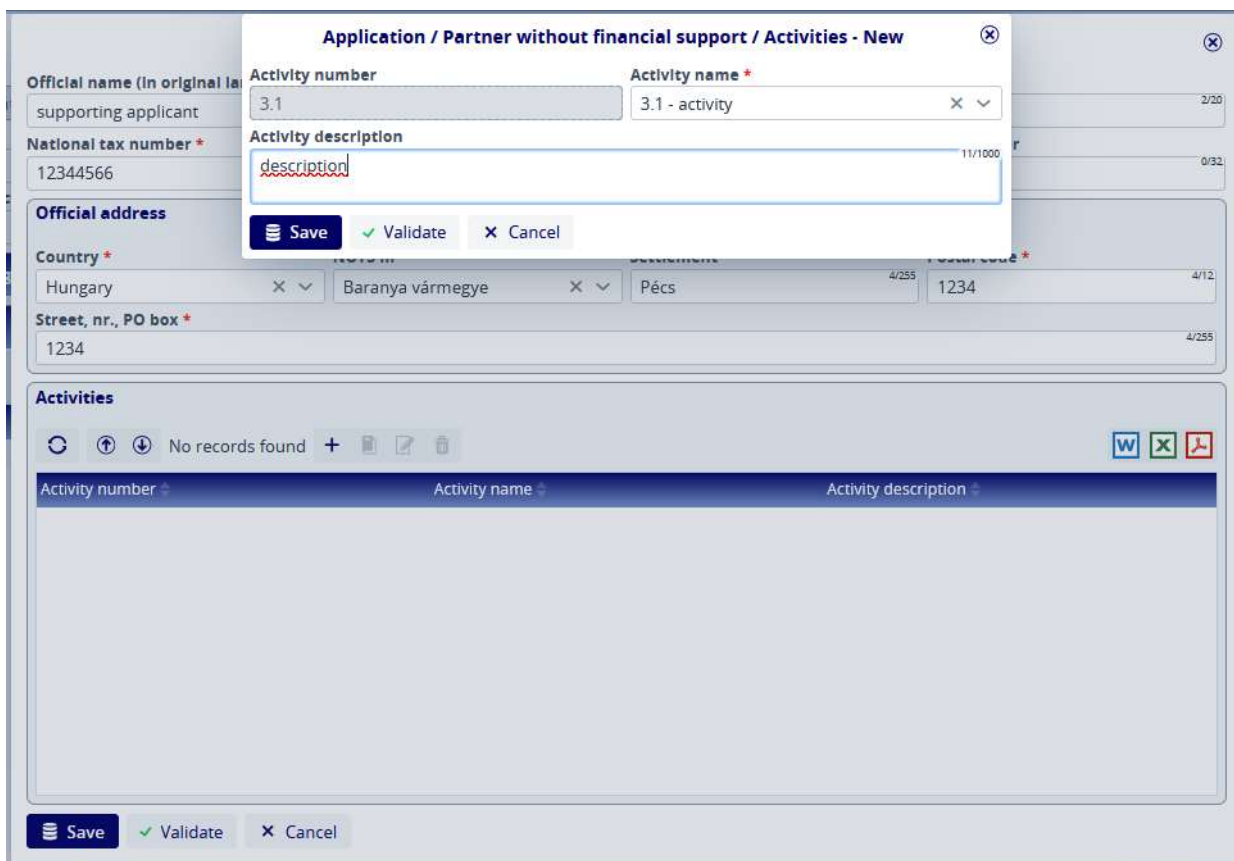 Application / Partner without financial support / Activities - New
Activity number
Activity name *
3.1
3.1 - activity
Activity description
description
11/1000
Save
Validate
Cancel
Official name (in original la
supporting applicant
2/20
National tax number *
r
12344566
0/32
Official address
Country *
Postal code *
Hungary
Baranya vármegye
Pécs
4/255
1234
4/12
Street, nr., PO box *
1234
4/255
Activities
No records found
W X
Activity number
Activity name
Activity description
Save
Validate
Cancel